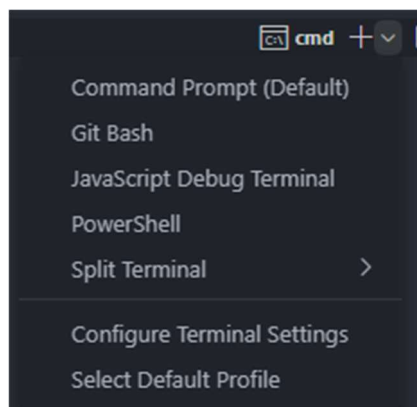 cmd
Command Prompt (Default)
Git Bash
JavaScript Debug Terminal
PowerShell
Split Terminal
Configure Terminal Settings
Select Default Profile